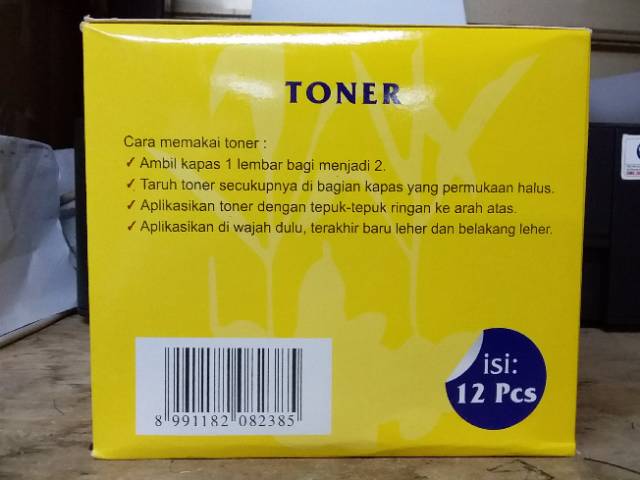 TONER
Cara memakai toner :
✓ Ambil kapas 1 lembar bagi menjadi 2.
✓ Taruh toner secukupnya di bagian kapas yang permukaan halus.
✓ Aplikasikan toner dengan tepuk-tepuk ringan ke arah atas.
✓ Aplikasikan di wajah dulu, terakhir baru leher dan belakang leher.
isi:
12 Pcs
8 991182 082385